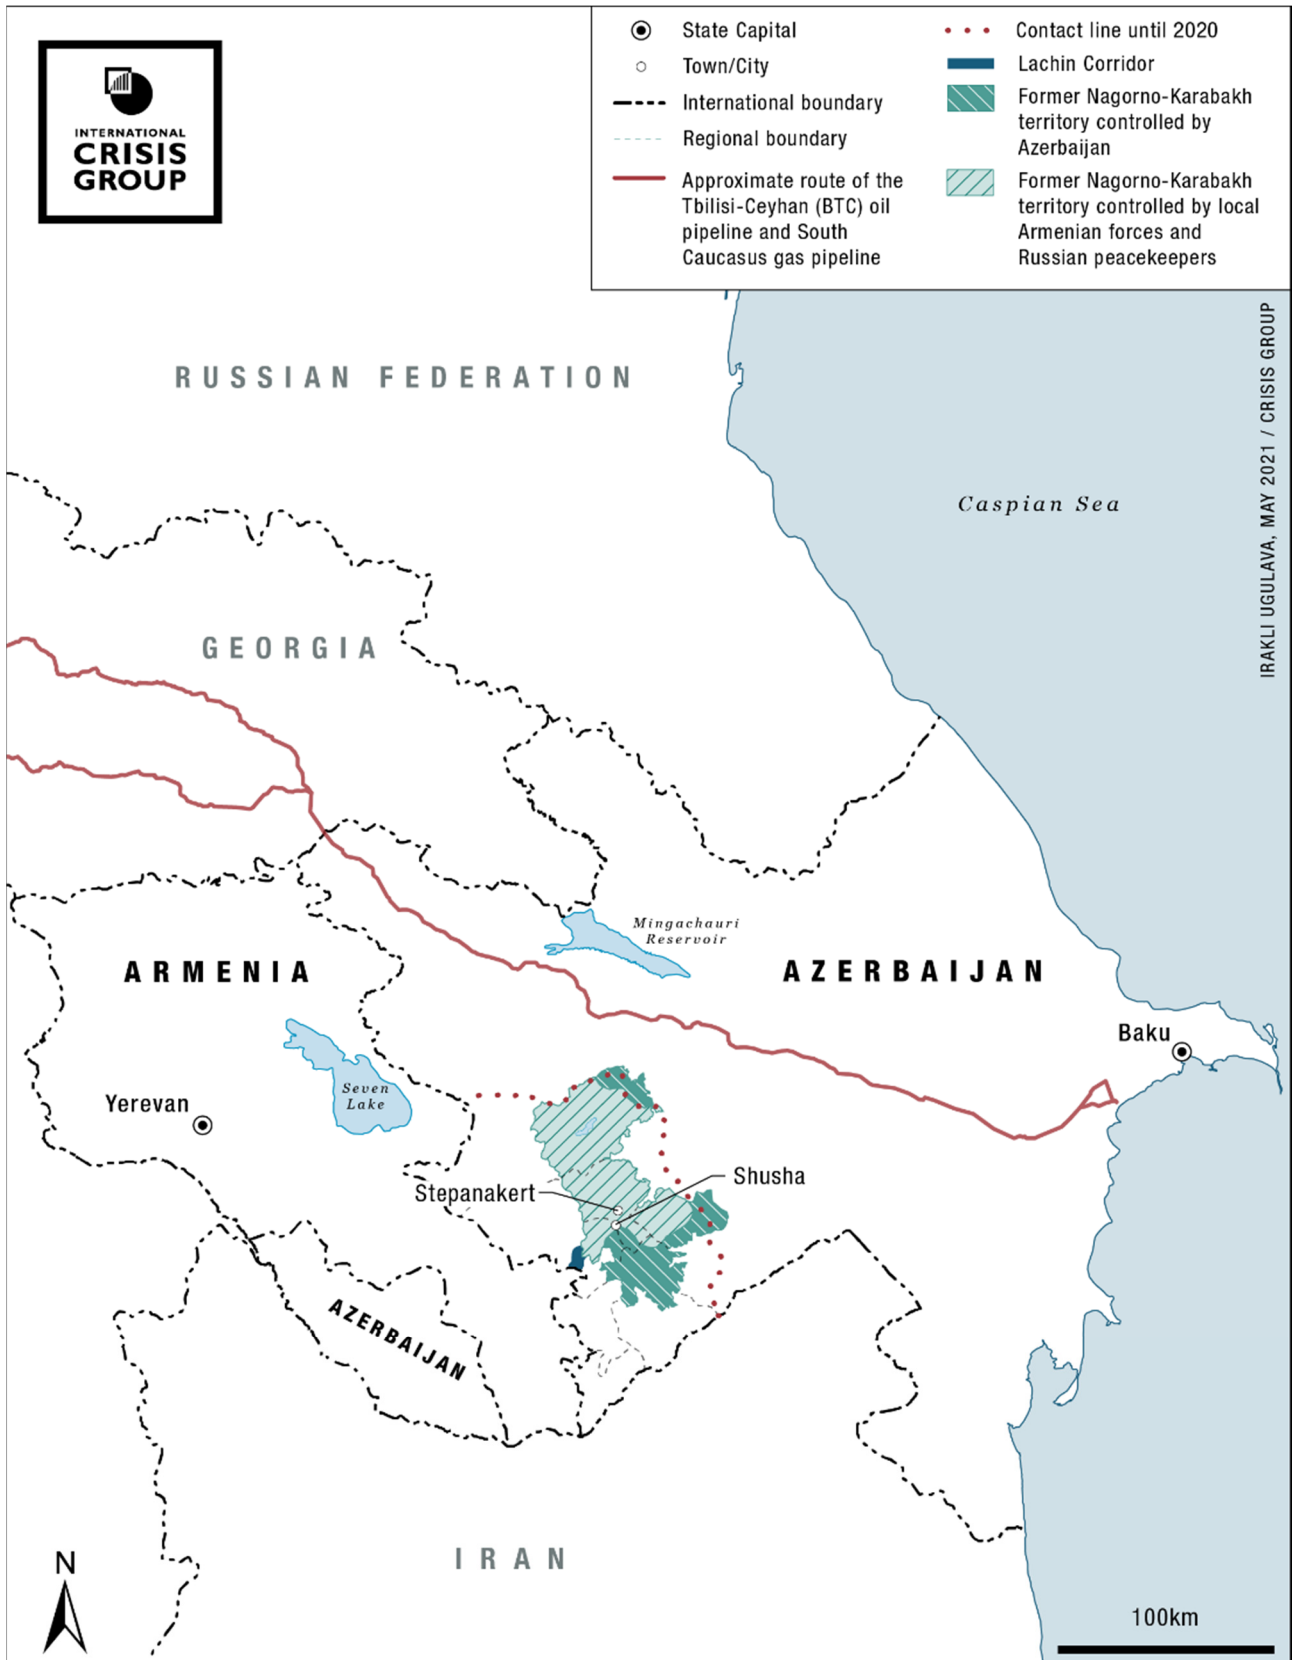 INTERNATIONAL
CRISIS
GROUP
State Capital
Town/City
International boundary
Regional boundary
Approximate route of the
Tbilisi-Ceyhan (BTC) oil
pipeline and South
Caucasus gas pipeline
Contact line until 2020
Lachin Corridor
Former Nagorno-Karabakh
territory controlled by
Azerbaijan
Former Nagorno-Karabakh
territory controlled by local
Armenian forces and
Russian peacekeepers
IRAKLI UGULAVA, MAY 2021 / CRISIS GROUP
RUSSIAN FEDERATION
Caspian Sea
GEORGIA
Mingachauri
Reservoir
ARMENIA
AZERBAIJAN
Baku
Seven
Lake
Yerevan
Shusha
Stepanakert
AZERBAIJAN
IRAN
N
100km